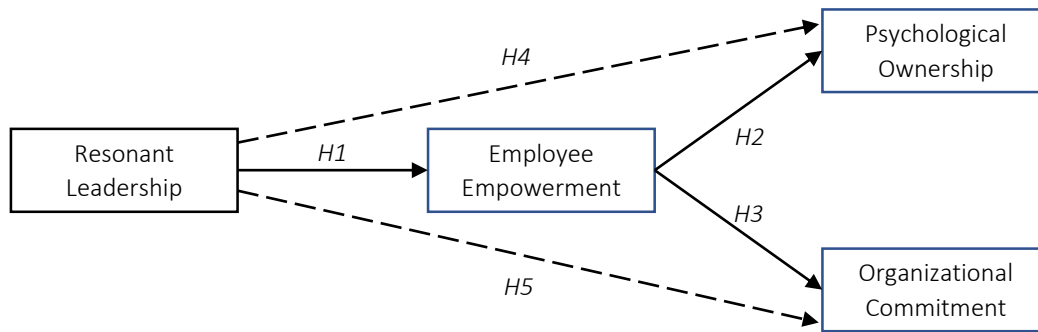 Psychological
Ownership
H4
Resonant
Leadership
H1
Employee
Empowerment
H2
H3
H5
Organizational
Commitment